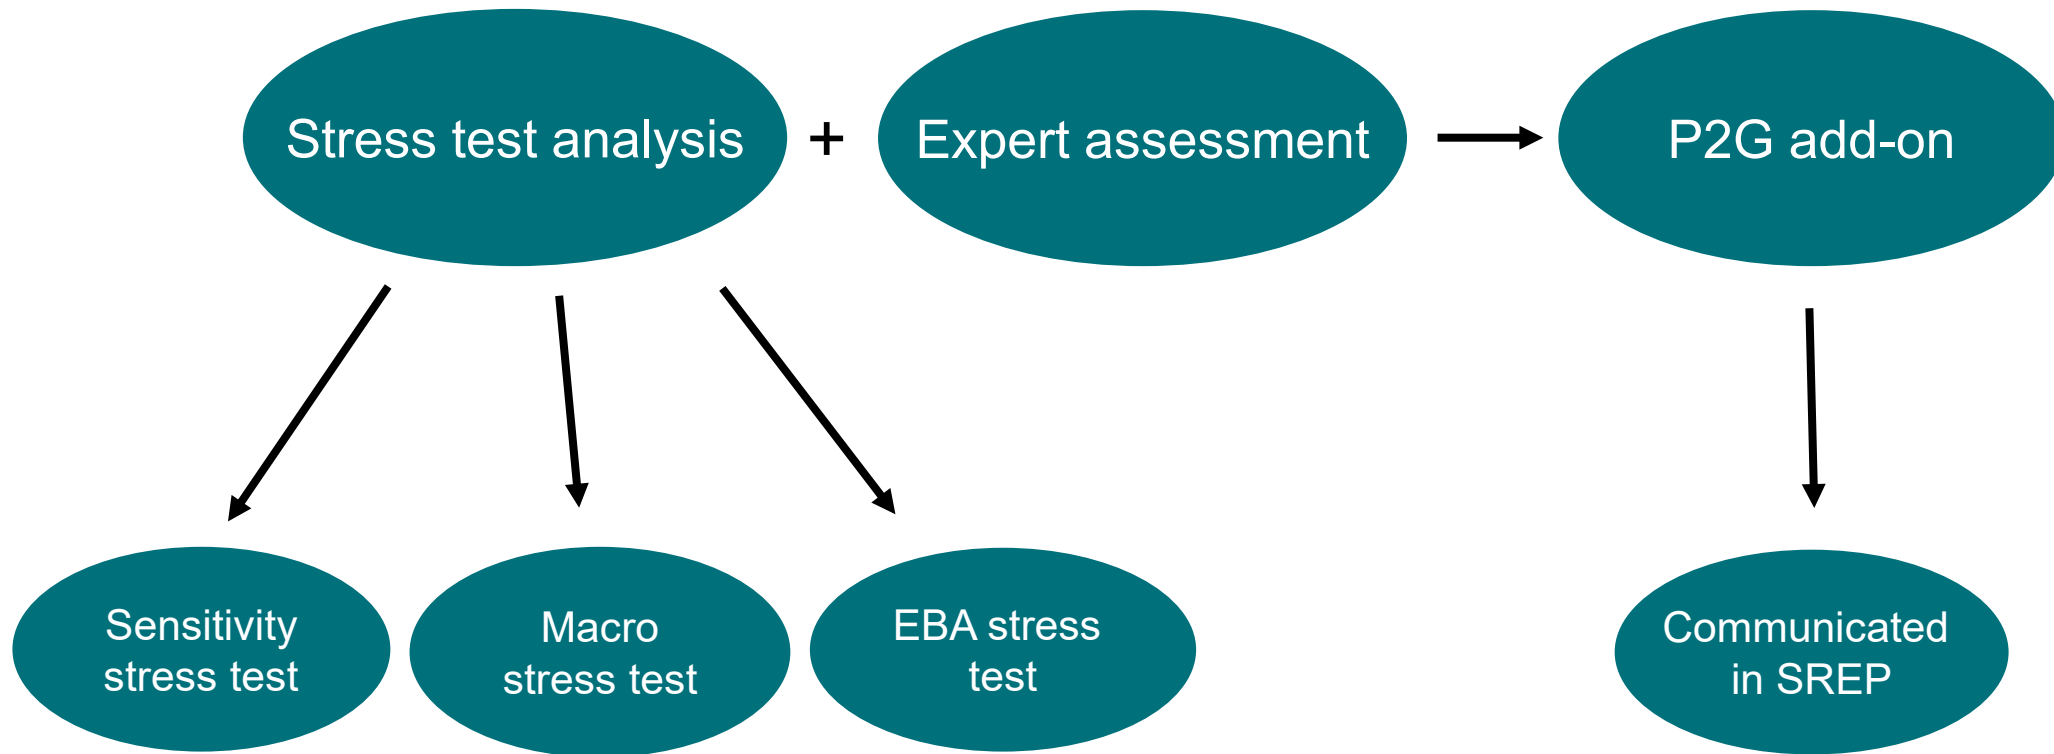 Stress test analysis
+
Expert assessment
P2G add-on
Sensitivity
stress test
Macro
stress test
EBA stress
test
Communicated
in SREP